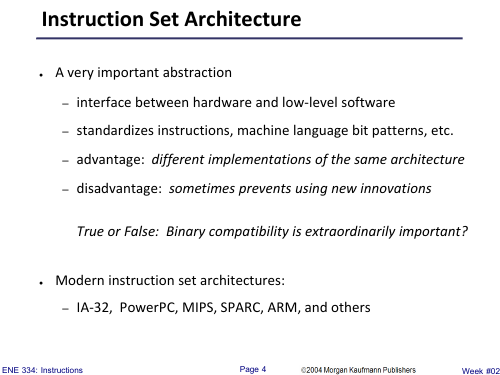 Instruction Set Architecture
• A very important abstraction
– interface between hardware and low-level software
– standardizes instructions, machine language bit patterns, etc.
– advantage: different implementations of the same architecture
– disadvantage: sometimes prevents using new innovations
True or False: Binary compatibility is extraordinarily important?
• Modern instruction set architectures:
– IA-32, PowerPC, MIPS, SPARC, ARM, and others
ENE 334: Instructions Page 4 ©2004 Morgan Kaufmann Publishers Week #02